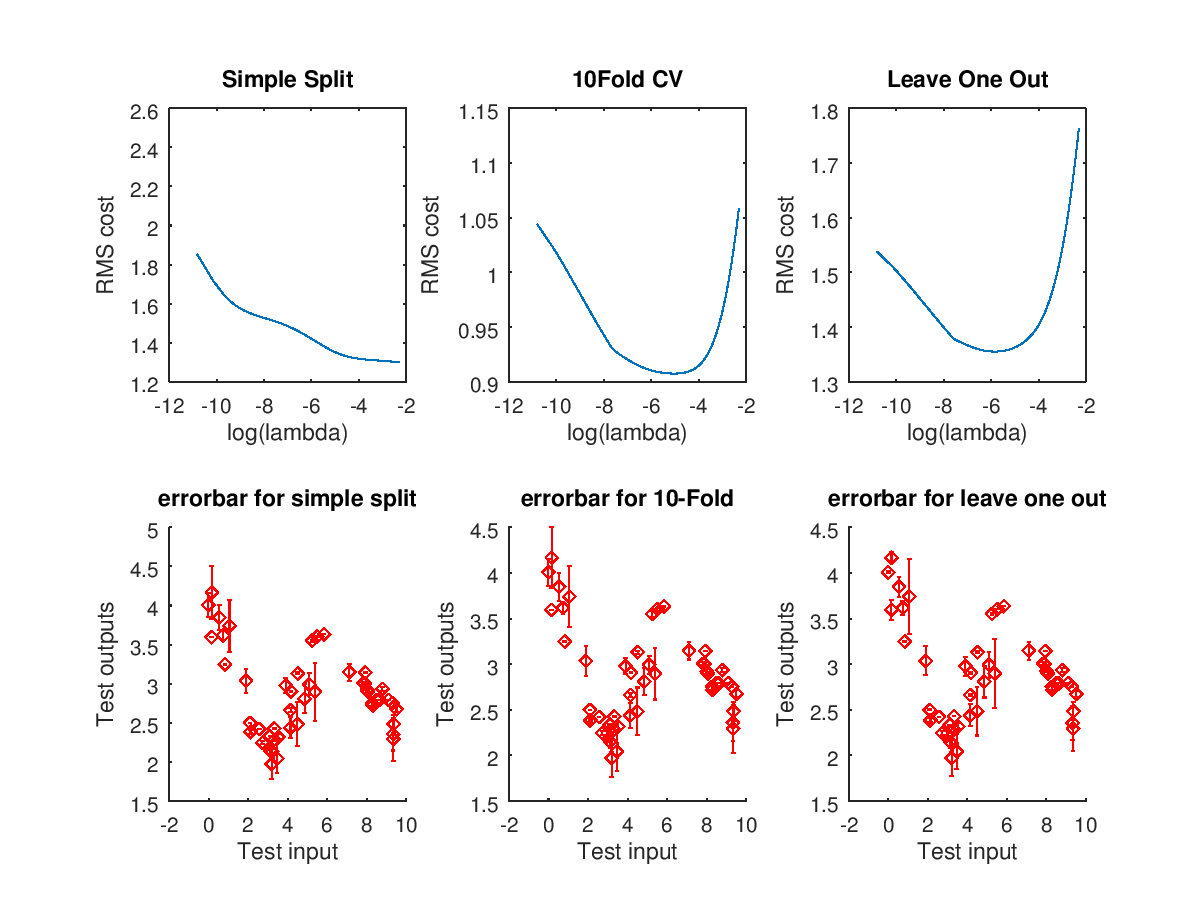 Simple Split
2.6
2.4
2.2
2
1.8
1.6
1.4
1.2
RMS cost
-12 -10 -8 -6 -4 -2
log(lambda)
10Fold CV
1.15
1.1
1.05
1
0.95
0.9
RMS cost
-12 -10 -8 -6 -4 -2
log(lambda)
Leave One Out
1.8
1.7
1.6
1.5
1.4
1.3
RMS cost
-12 -10 -8 -6 -4 -2
log(lambda)
errorbar for simple split
5
4.5
4
3.5
3
2.5
2
1.5
Test outputs
-2 0 2 4 6 8 10
Test input
errorbar for 10-Fold
4.5
4
3.5
3
2.5
2
1.5
Test outputs
-2 0 2 4 6 8 10
Test input
errorbar for leave one out
4.5
4
3.5
3
2.5
2
1.5
Test outputs
-2 0 2 4 6 8 10
Test input